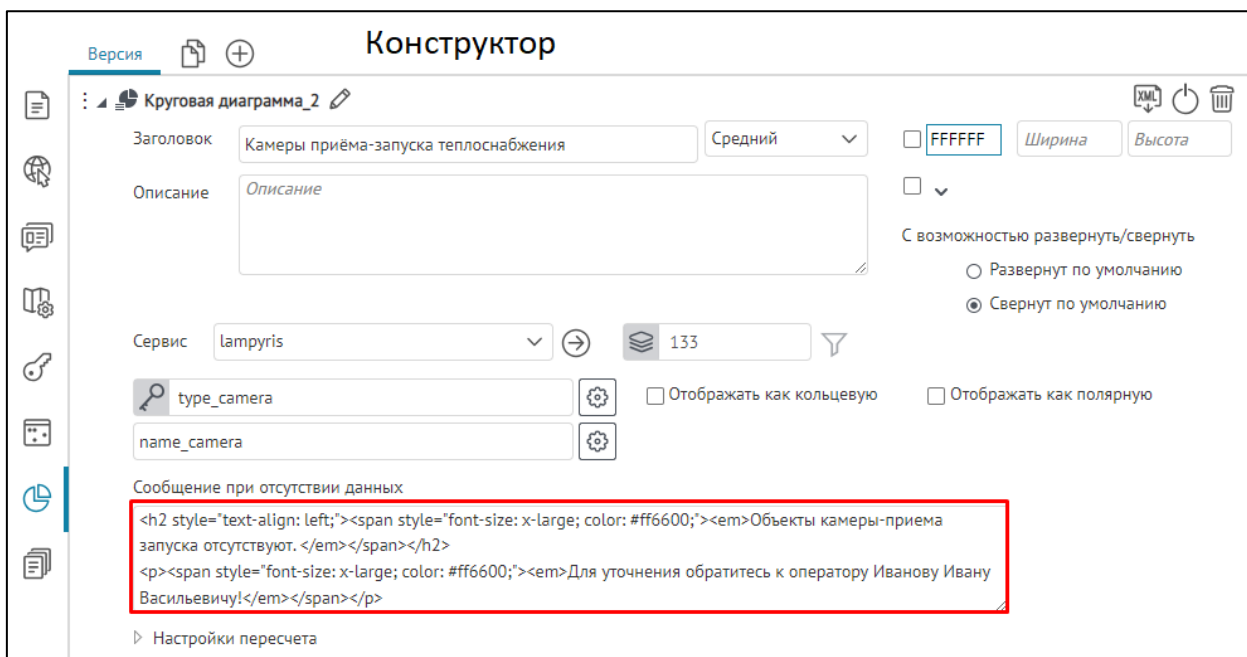 Версия
Конструктор
Круговая диаграмма_2
XML
Заголовок
Камеры приёма-запуска теплоснабжения
Средний
FFFFFF
Ширина
Высота
Описание
Описание
С возможностью развернуть/свернуть
Развернут по умолчанию
Свернут по умолчанию
Сервис
lampyris
133
type_camera
Отображать как кольцевую
Отображать как полярную
name_camera
Сообщение при отсутствии данных
<h2 style="text-align: left;"><span style="font-size: x-large; color: #ff6600;"><em>Объекты камеры-приема
запуска отсутствуют. </em></span></h2>
<p><span style="font-size: x-large; color: #ff6600;"><em>Для уточнения обратитесь к оператору Иванову Ивану
Васильевичу!</em></span></p>
Настройки пересчета